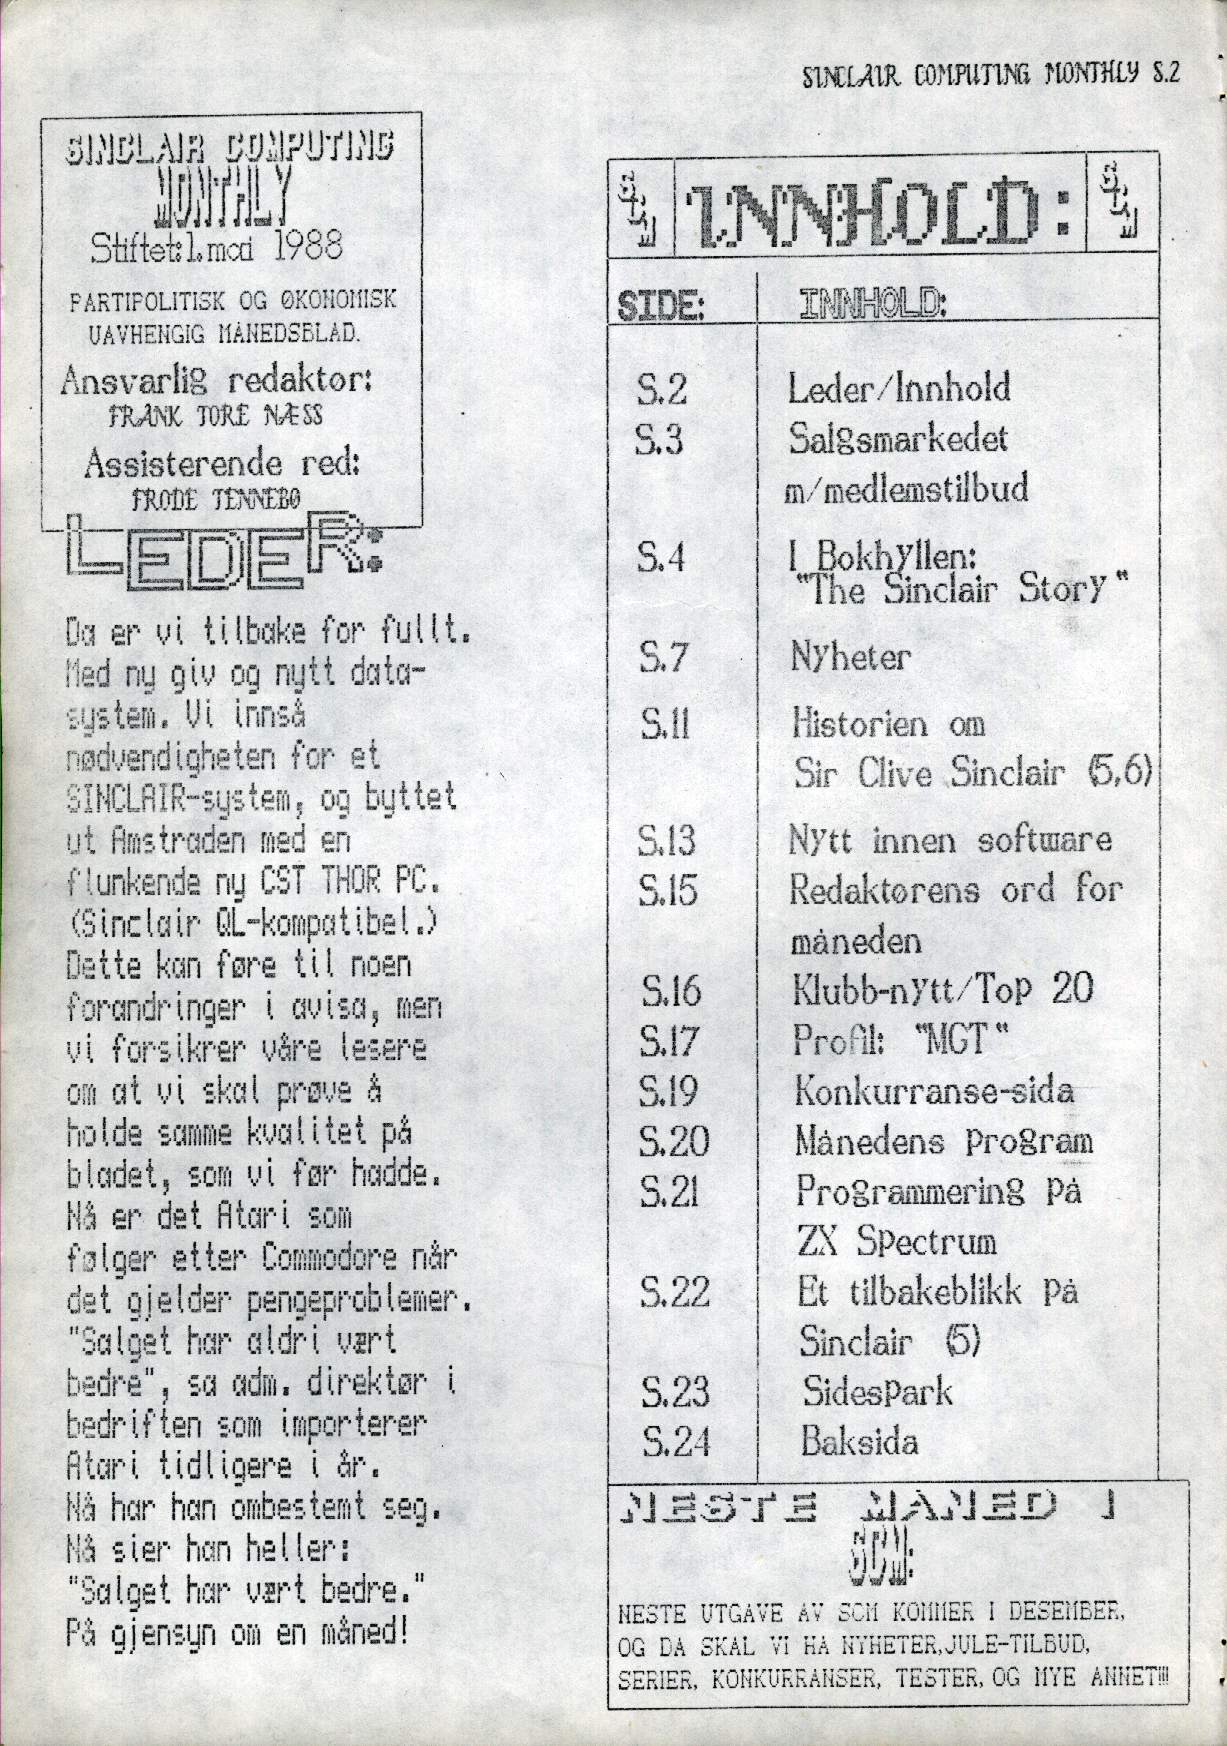 SINCLAIR COMPUTING MONTHLY S.2
SINCLAIR COMPUTING
MONTHLY
Stiftet:1.mai 1988
PARTIPOLITISK OG ØKONOMISK
UAVHENGIG MÅNEDSBLAD.
Ansvarlig redaktør:
FRANK TORE NÆSS
Assisterende red:
FRODE TENNEBØ
LEDER:
Da er vi tilbake for fullt.
Med ny giv og nytt data-
system. Vi innså
nødvendigheten for et
SINCLAIR-system, og byttet
ut Amstraden med en
flunkende ny CST THOR PC.
(Sinclair QL-kompatibel.)
Dette kan føre til noen
forandringer i avisa, men
vi forsikrer våre lesere
om at vi skal prøve å
holde samme kvalitet på
bladet, som vi før hadde.
Nå er det Atari som
følger etter Commodore når
det gjelder pengeproblemer.
"Salget har aldri vært
bedre", sa adm. direktør i
bedriften som importerer
Atari tidligere i år.
Nå har han ombestemt seg.
Nå sier han heller:
"Salget har vært bedre."
På gjensyn om en måned!
SCM INNHOLD: SCM
SIDE: INNHOLD:
S.2 Leder/Innhold
S.3 Salgsmarkedet
m/medlemstilbud
S.4 I Bokhyllen:
"The Sinclair Story"
S.7 Nyheter
S.11 Historien om
Sir Clive Sinclair (5,6)
S.13 Nytt innen software
S.15 Redaktørens ord for
måneden
S.16 Klubb-nytt/Top 20
S.17 Profil: "MGT"
S.19 Konkurranse-sida
S.20 Månedens program
S.21 Programmering på
ZX Spectrum
S.22 Et tilbakeblikk på
Sinclair (5)
S.23 Sidespark
S.24 Baksida
NESTE MÅNED I
SCM:
NESTE UTGAVE AV SCM KOMMER I DESEMBER,
OG DA SKAL VI HA NYHETER,JULE-TILBUD,
SERIER, KONKURRANSER, TESTER, OG MYE ANNET!!!